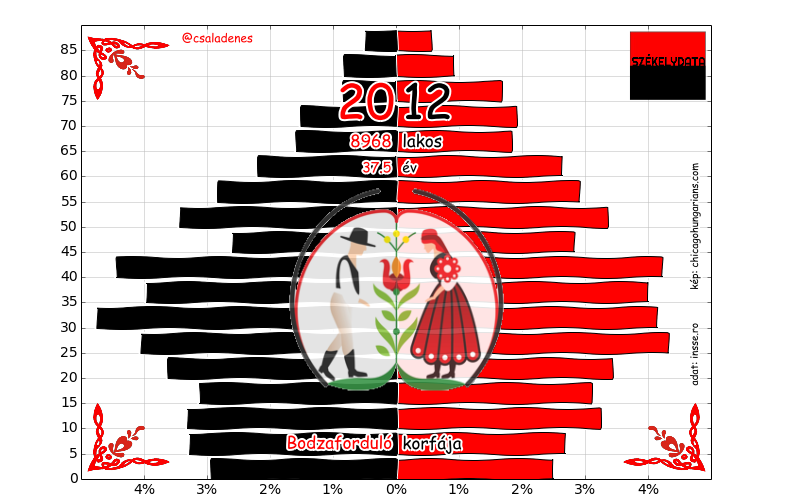 @csaladenes
SZÉKELYDATA
2012
8968 lakos
37.5 év
kép: chicagohungarians.com
adat: insse.ro
Bodzaforduló korfája
85
80
75
70
65
60
55
50
45
40
35
30
25
20
15
10
5
0
4% 3% 2% 1% 0% 1% 2% 3% 4%